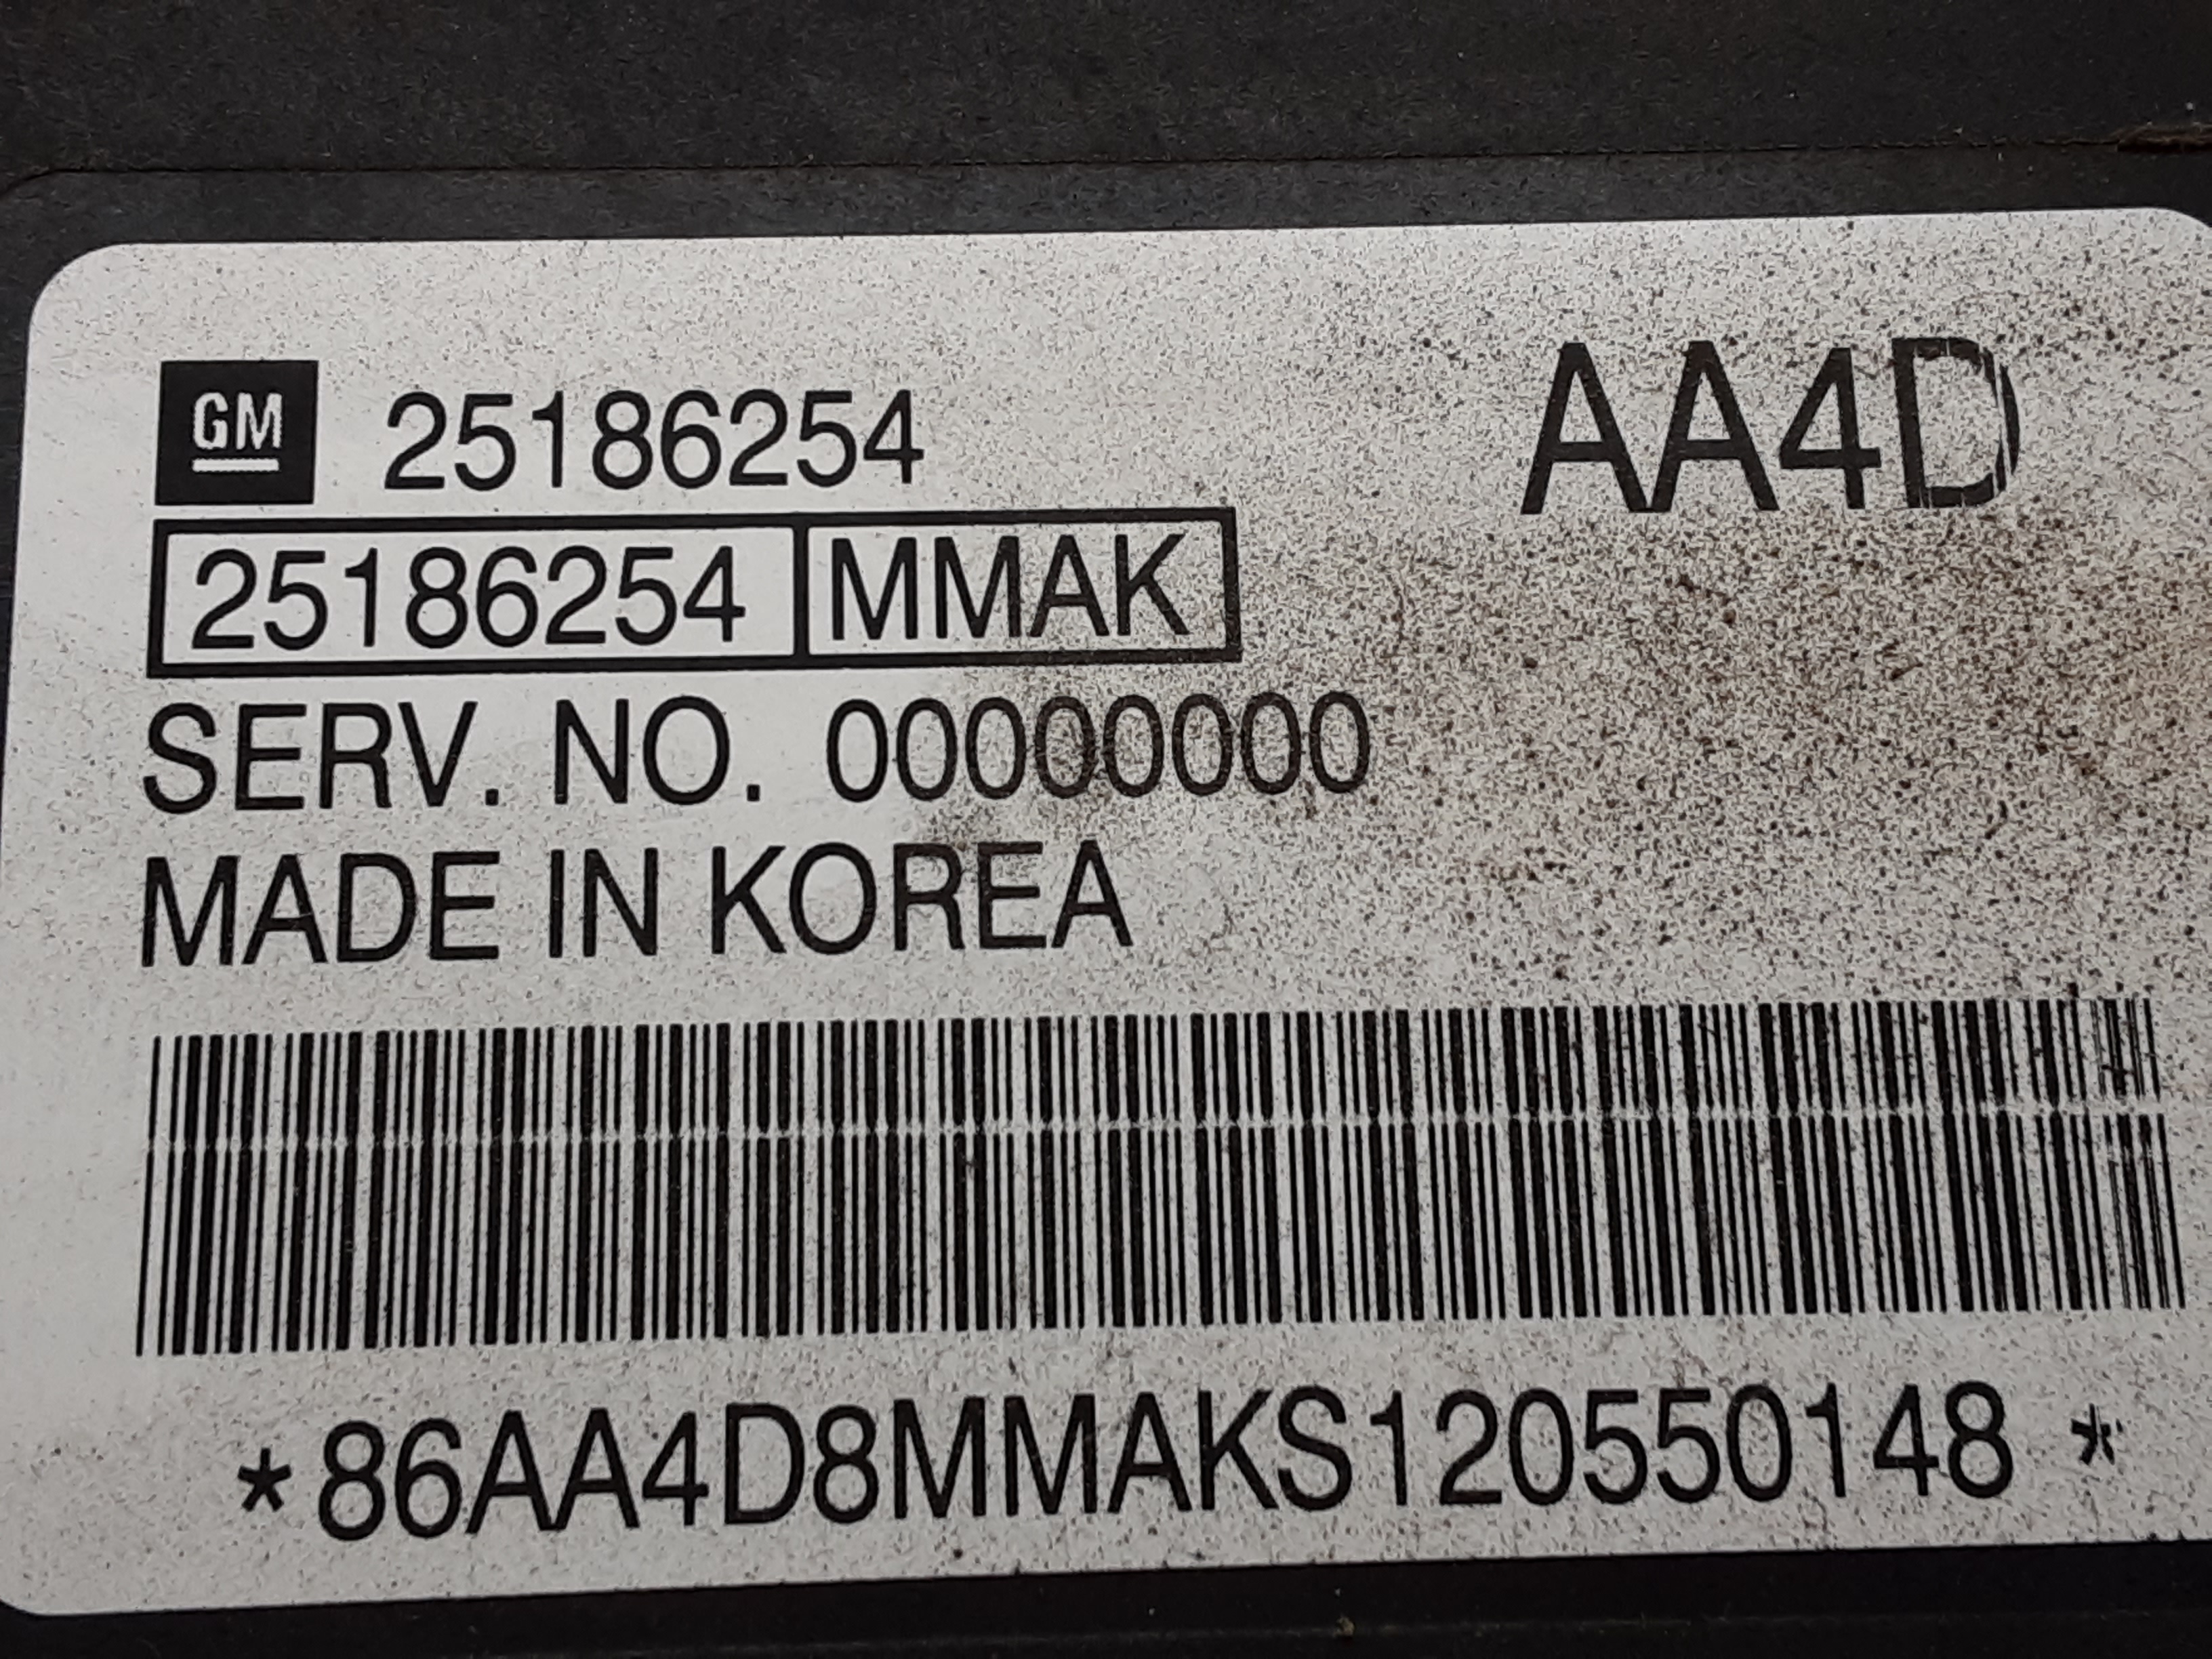 GM 25186254 AA4D
25186254 MMAK
SERV. NO. 00000000
MADE IN KOREA
*86AA4D8MMAKS120550148*